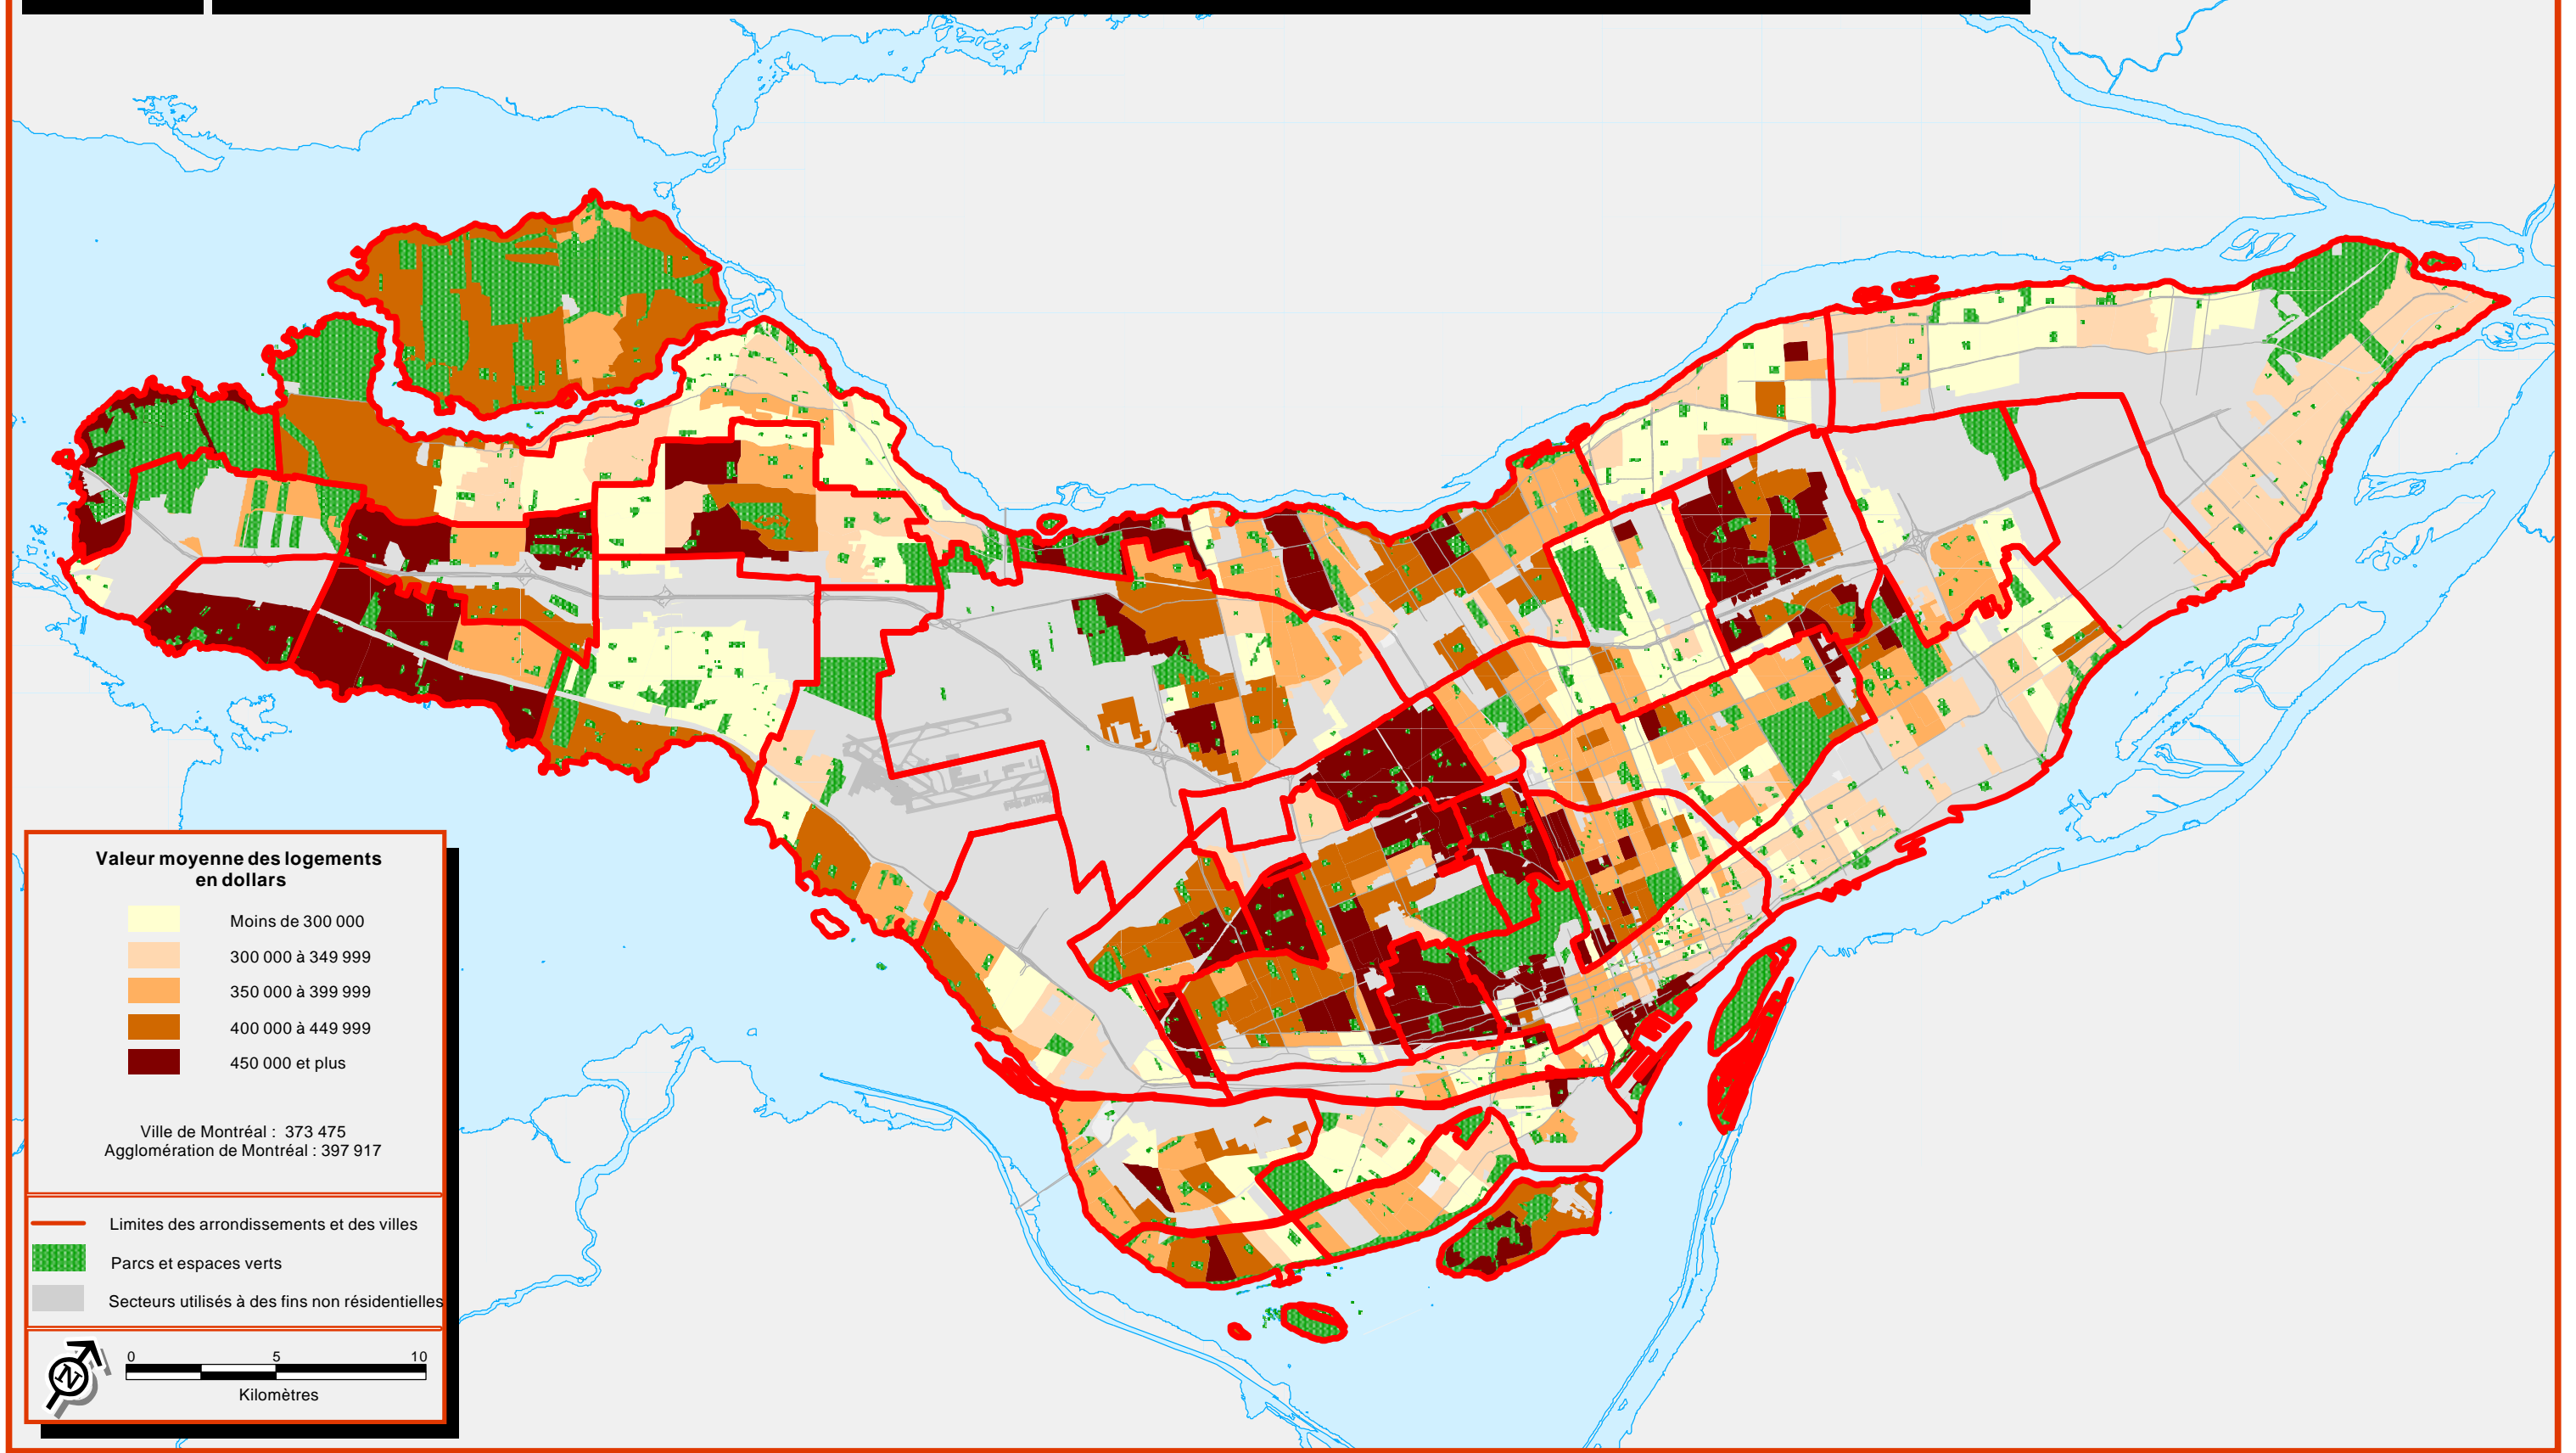 Valeur moyenne des logements
en dollars
Moins de 300 000
300 000 à 349 999
350 000 à 399 999
400 000 à 449 999
450 000 et plus
Ville de Montréal : 373 475
Agglomération de Montréal : 397 917
Limites des arrondissements et des villes
Parcs et espaces verts
Secteurs utilisés à des fins non résidentielles
N
0 5 10
Kilomètres